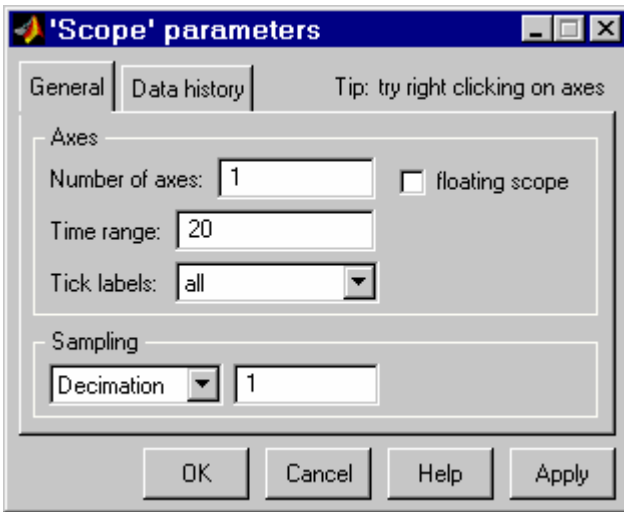 'Scope' parameters
General Data history Tip: try right clicking on axes
Axes
Number of axes: 1 floating scope
Time range: 20
Tick labels: all
Sampling
Decimation 1
OK Cancel Help Apply